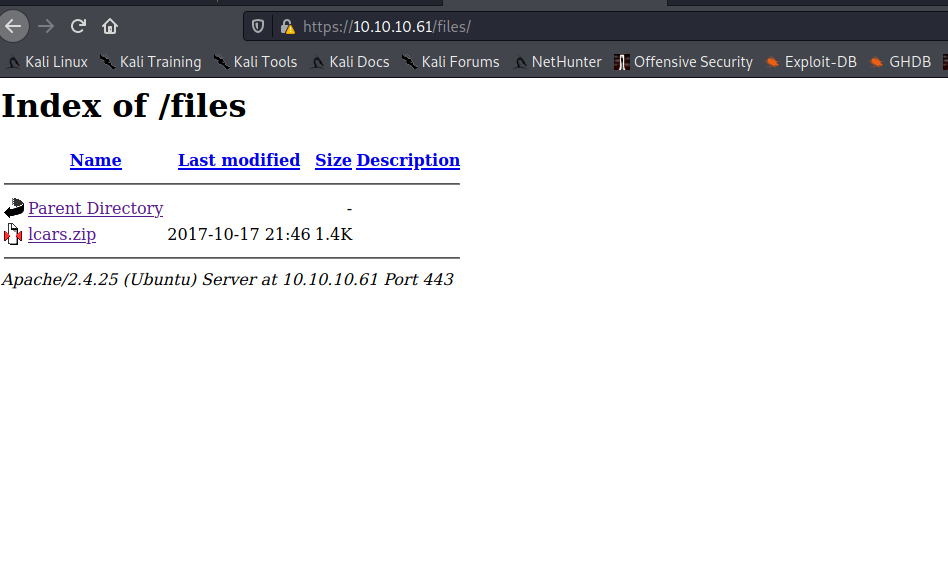 https://10.10.10.61/files/
Kali Linux Kali Training Kali Tools Kali Docs Kali Forums NetHunter Offensive Security Exploit-DB GHDB
Index of /files
Name Last modified Size Description
Parent Directory -
lcars.zip 2017-10-17 21:46 1.4K
Apache/2.4.25 (Ubuntu) Server at 10.10.10.61 Port 443